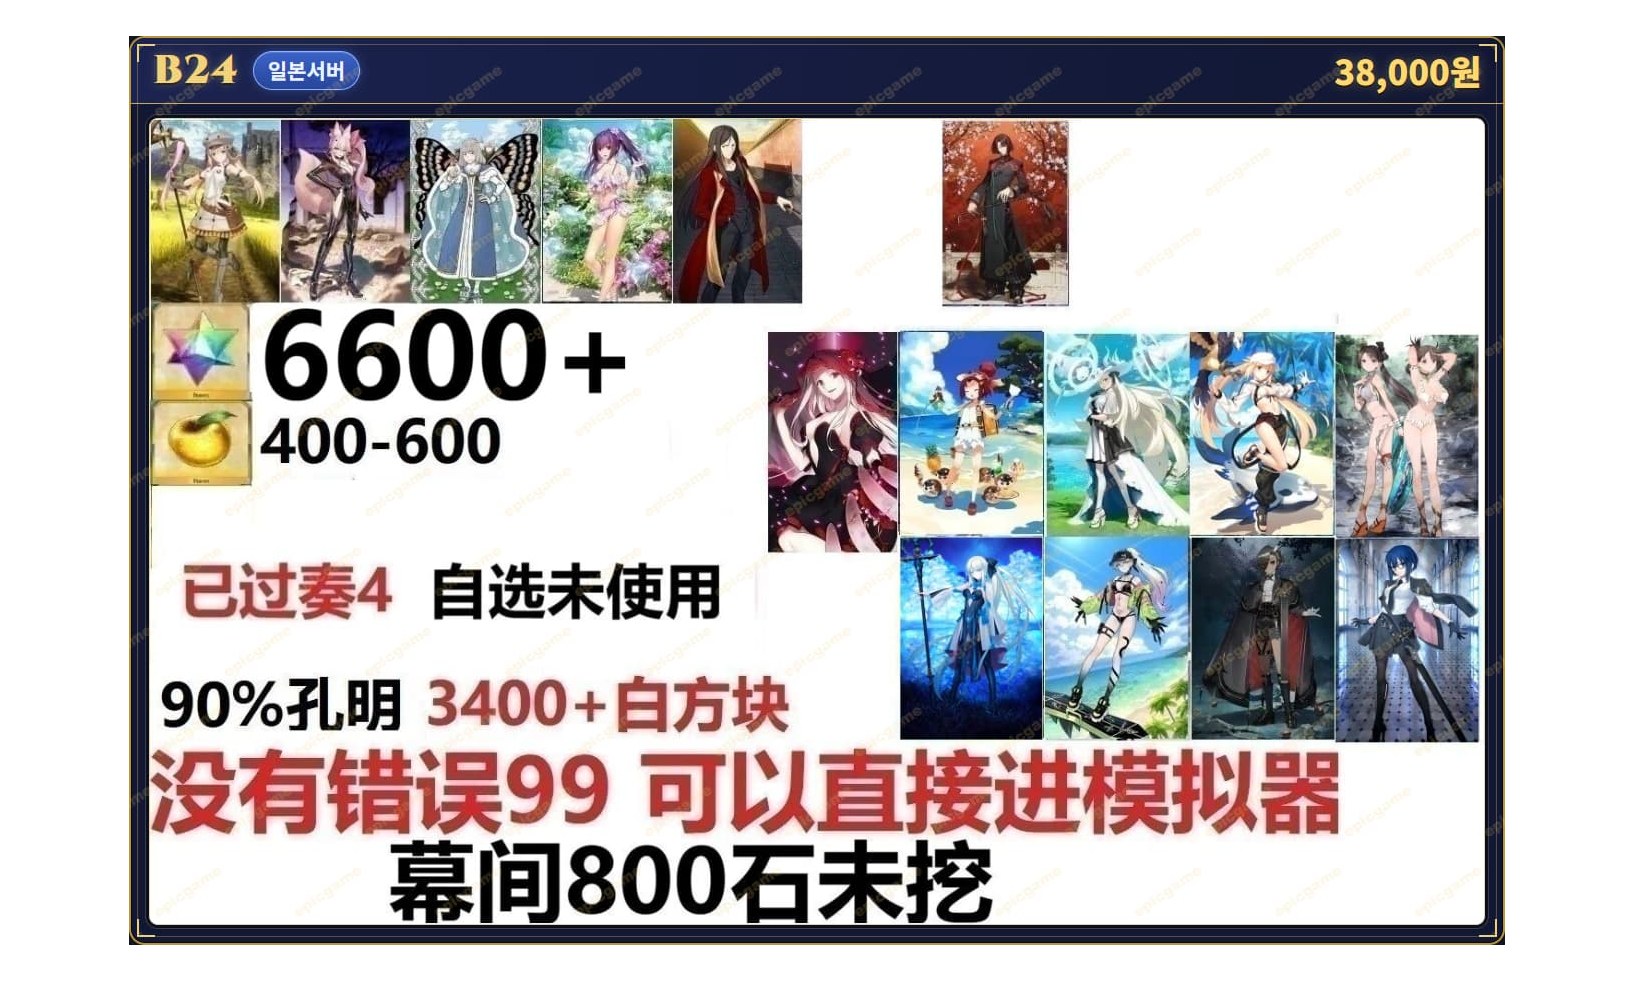 B24 일본서버 38,000원
6600+
400-600
已过奏4 自选未使用
90%孔明 3400+白方块
没有错误99 可以直接进模拟器
幕间800石未挖
epicgame